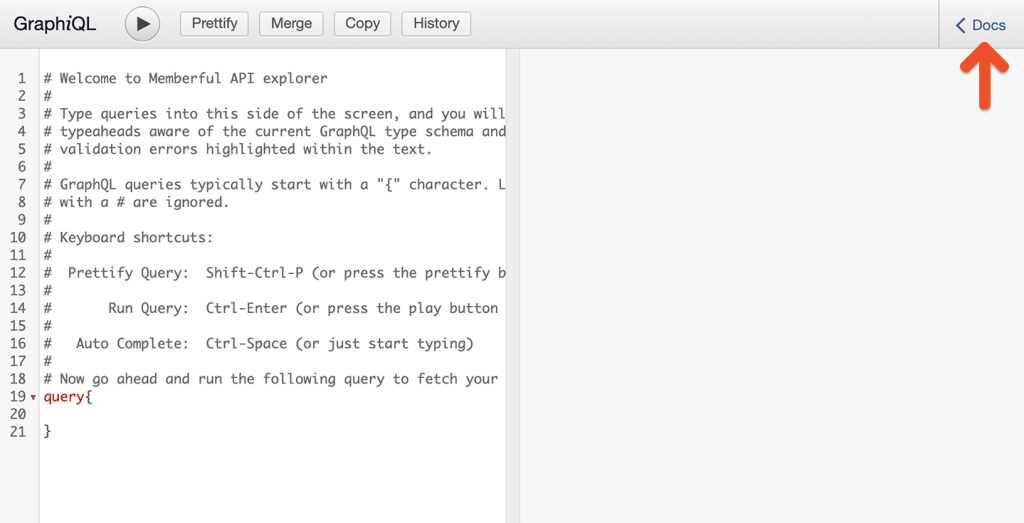 GraphiQL Prettify Merge Copy History Docs
1 # Welcome to Memberful API explorer
2 #
3 # Type queries into this side of the screen, and you will
4 # typeaheads aware of the current GraphQL type schema and
5 # validation errors highlighted within the text.
6 #
7 # GraphQL queries typically start with a "{" character. L
8 # with a # are ignored.
9 #
10 # Keyboard shortcuts:
11 #
12 #  Prettify Query:  Shift-Ctrl-P (or press the prettify b
13 #
14 #       Run Query:  Ctrl-Enter (or press the play button
15 #
16 #   Auto Complete:  Ctrl-Space (or just start typing)
17 #
18 # Now go ahead and run the following query to fetch your
19 query{
20
21 }